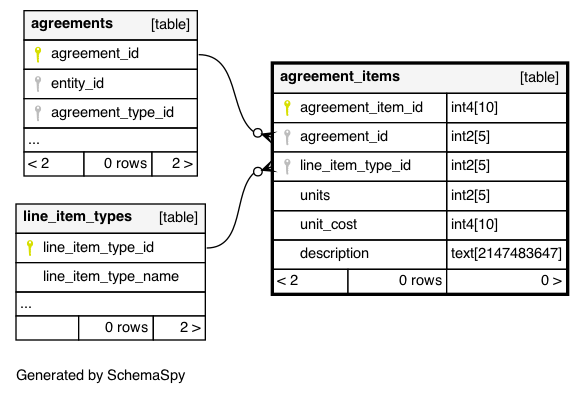 agreements [table]
agreement_id
entity_id
agreement_type_id
...
< 2 0 rows 2 >
agreement_items [table]
agreement_item_id int4[10]
agreement_id int2[5]
line_item_type_id int2[5]
units int2[5]
unit_cost int4[10]
description text[2147483647]
< 2 0 rows 0 >
line_item_types [table]
line_item_type_id
line_item_type_name
...
0 rows 2 >
Generated by SchemaSpy